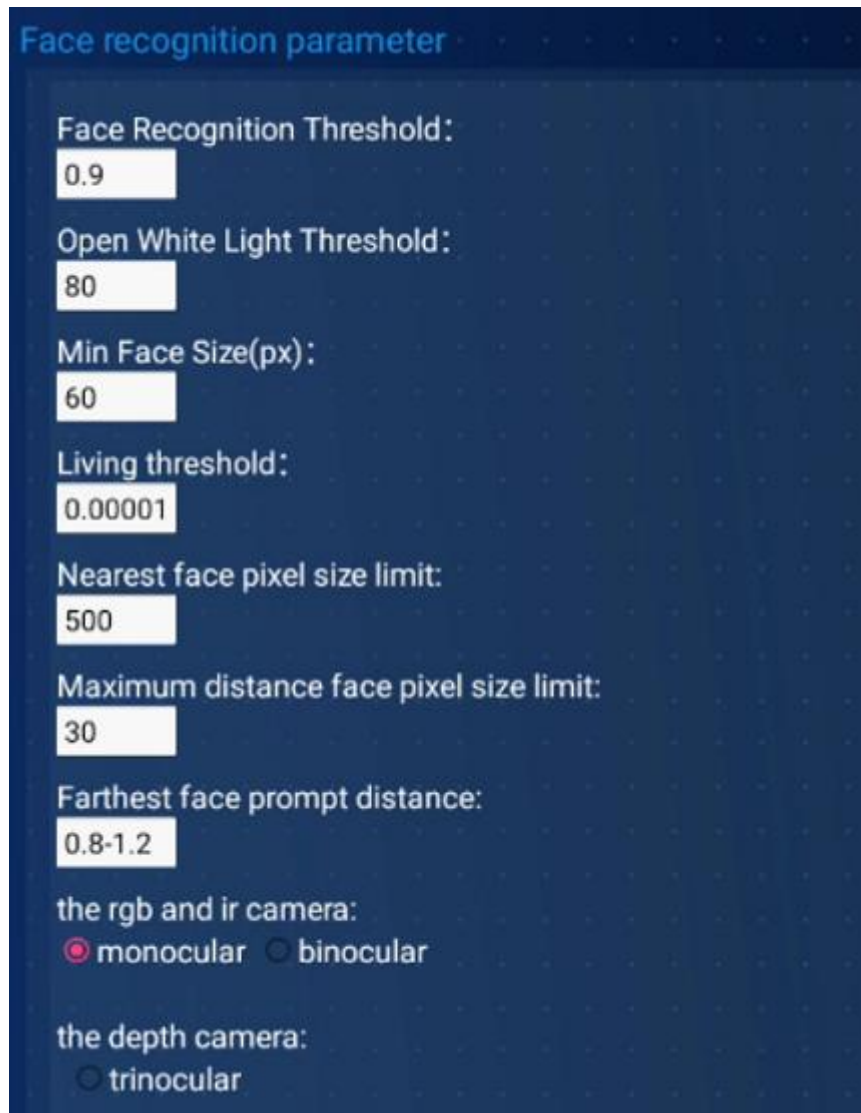 Face recognition parameter
Face Recognition Threshold：
0.9
Open White Light Threshold：
80
Min Face Size(px)：
60
Living threshold：
0.00001
Nearest face pixel size limit:
500
Maximum distance face pixel size limit:
30
Farthest face prompt distance:
0.8-1.2
the rgb and ir camera:
monocular binocular
the depth camera:
trinocular